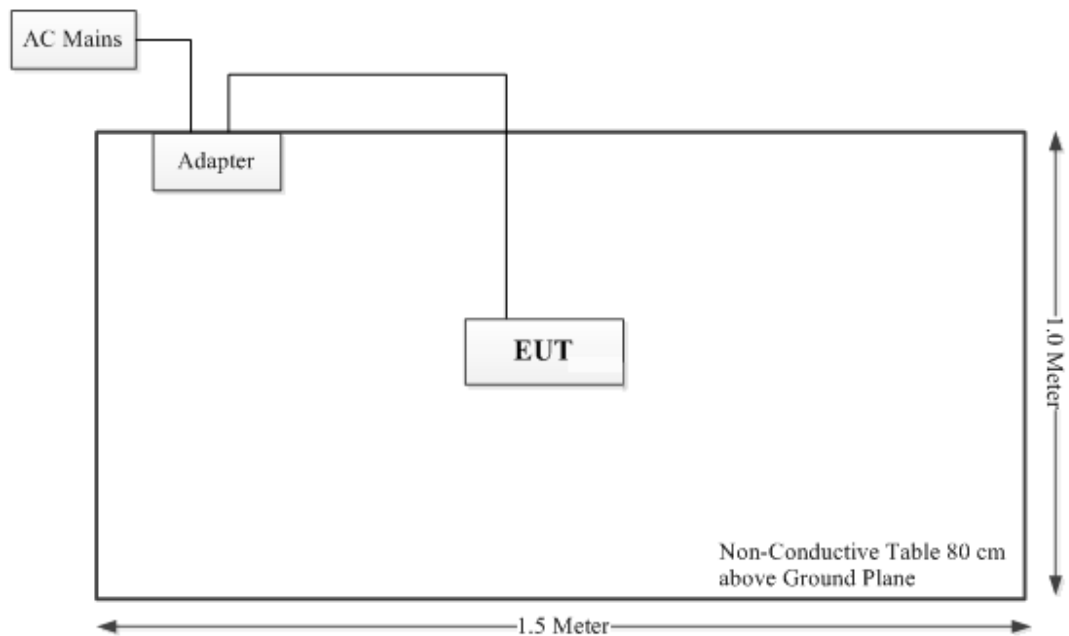 AC Mains
Adapter
EUT
1.0 Meter
Non-Conductive Table 80 cm
above Ground Plane
1.5 Meter